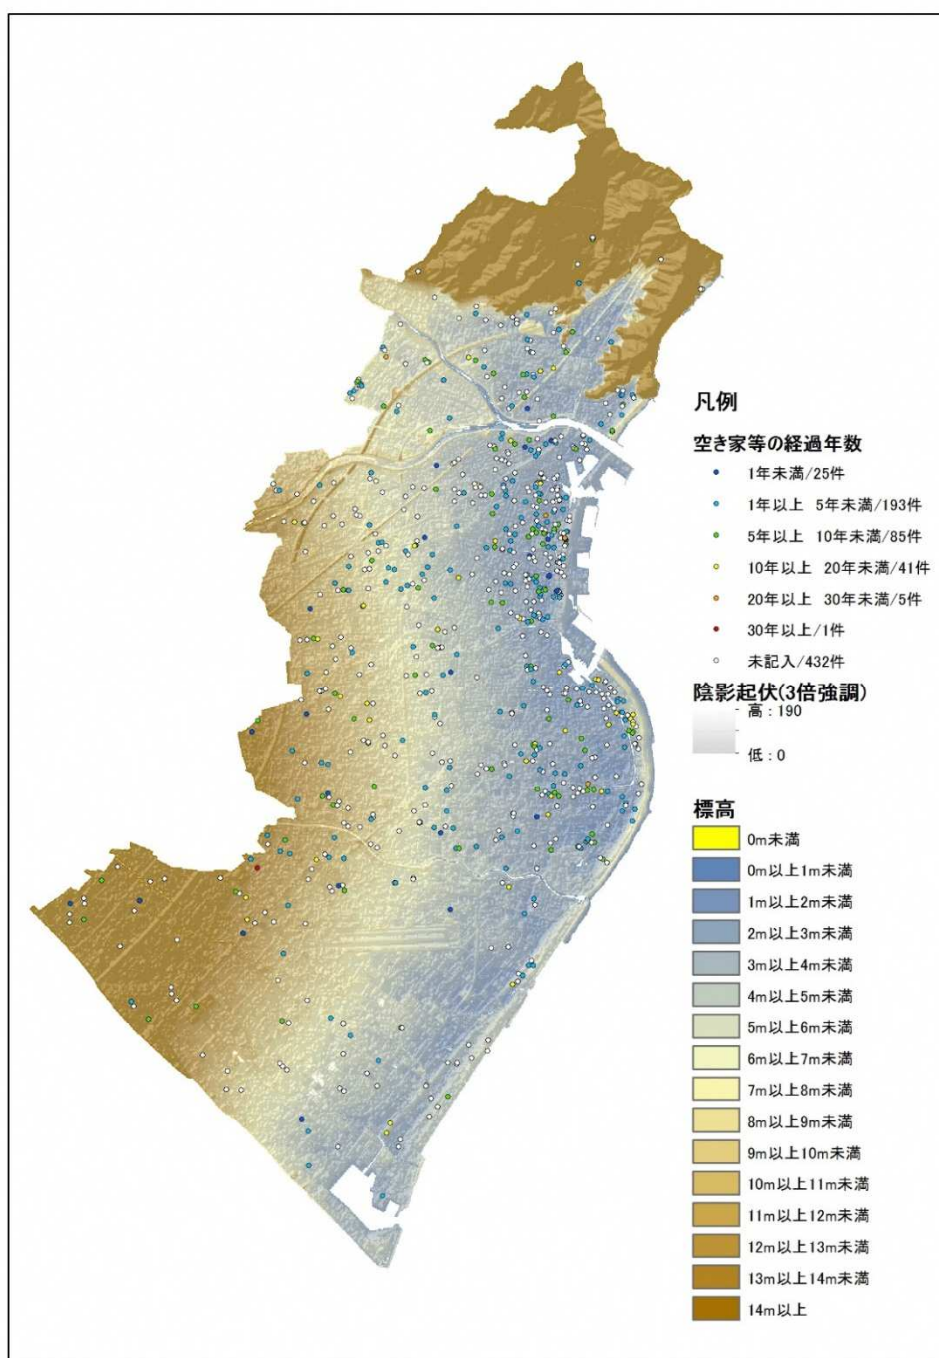 凡例
空き家等の経過年数
1年未満/25件
1年以上 5年未満/193件
5年以上 10年未満/85件
10年以上 20年未満/41件
20年以上 30年未満/5件
30年以上/1件
未記入/432件
陰影起伏(3倍強調)
高:190
低:0
標高
0m未満
0m以上1m未満
1m以上2m未満
2m以上3m未満
3m以上4m未満
4m以上5m未満
5m以上6m未満
6m以上7m未満
7m以上8m未満
8m以上9m未満
9m以上10m未満
10m以上11m未満
11m以上12m未満
12m以上13m未満
13m以上14m未満
14m以上